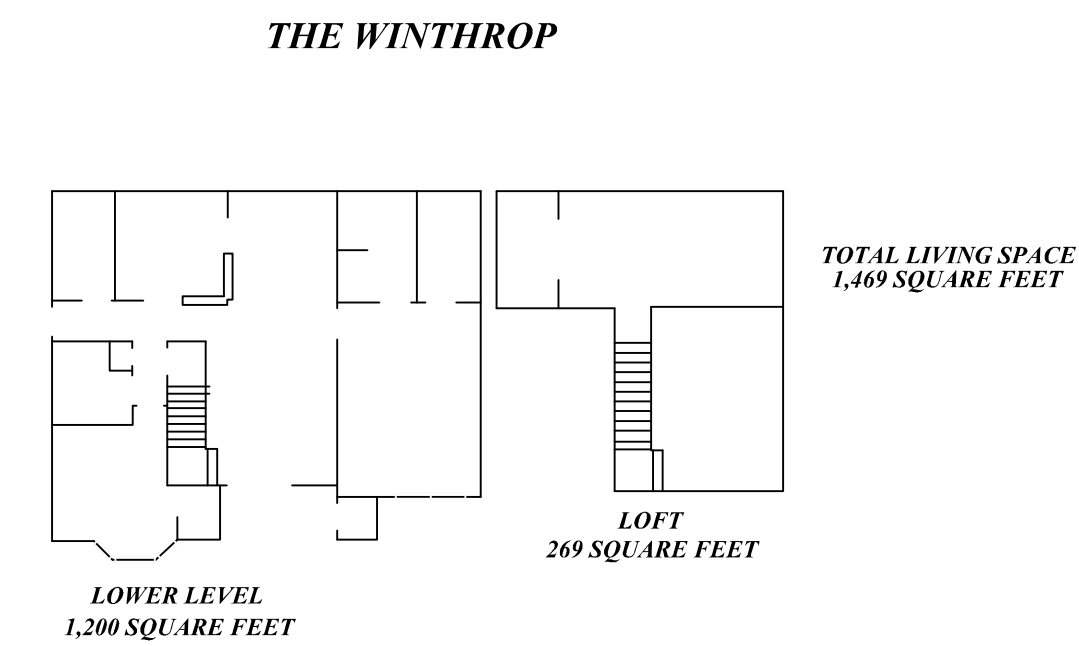 THE WINTHROP
TOTAL LIVING SPACE
1,469 SQUARE FEET
LOFT
269 SQUARE FEET
LOWER LEVEL
1,200 SQUARE FEET